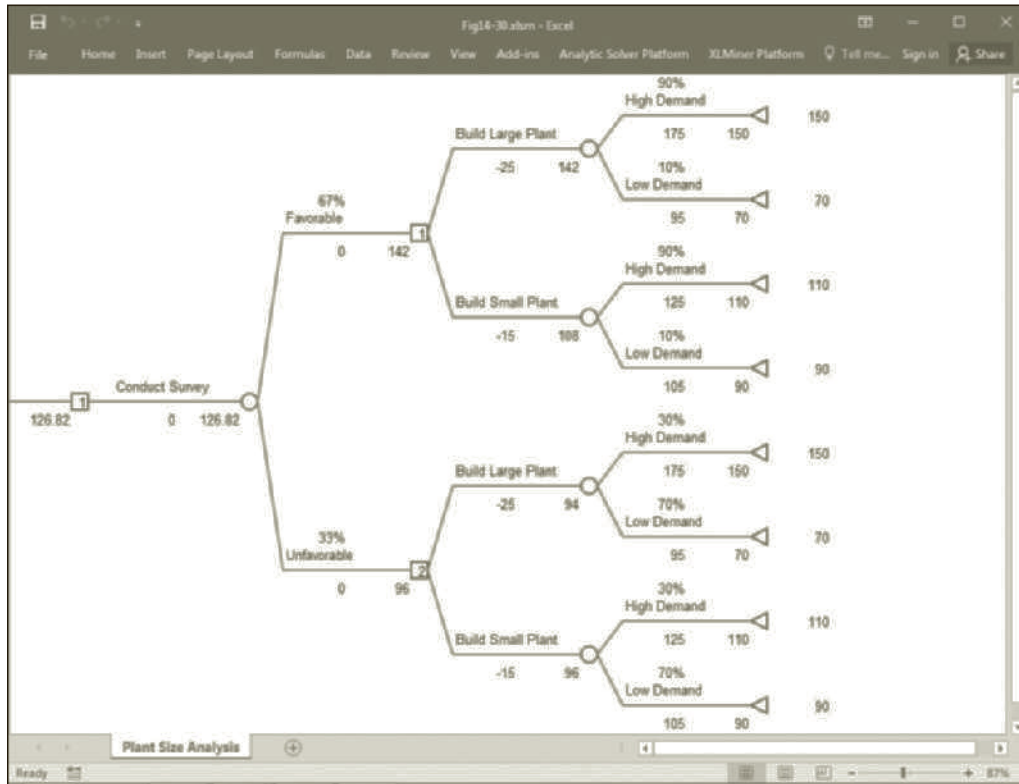 Fig14-30.xlsm - Excel
File Home Insert Page Layout Formulas Data Review View Add-ins Analytic Solver Platform XLMiner Platform Tell me... Sign in Share
90%
High Demand
175 150 150
Build Large Plant
-25 142
10%
Low Demand
95 70 70
67%
Favorable
0 142
1
90%
High Demand
125 110 110
Build Small Plant
-15 108
10%
Low Demand
105 90 90
Conduct Survey
1
126.82 0 126.82
30%
High Demand
175 150 150
Build Large Plant
-25 94
70%
Low Demand
95 70 70
33%
Unfavorable
0 96
2
30%
High Demand
125 110 110
Build Small Plant
-15 96
70%
Low Demand
105 90 90
Plant Size Analysis
Ready 87%